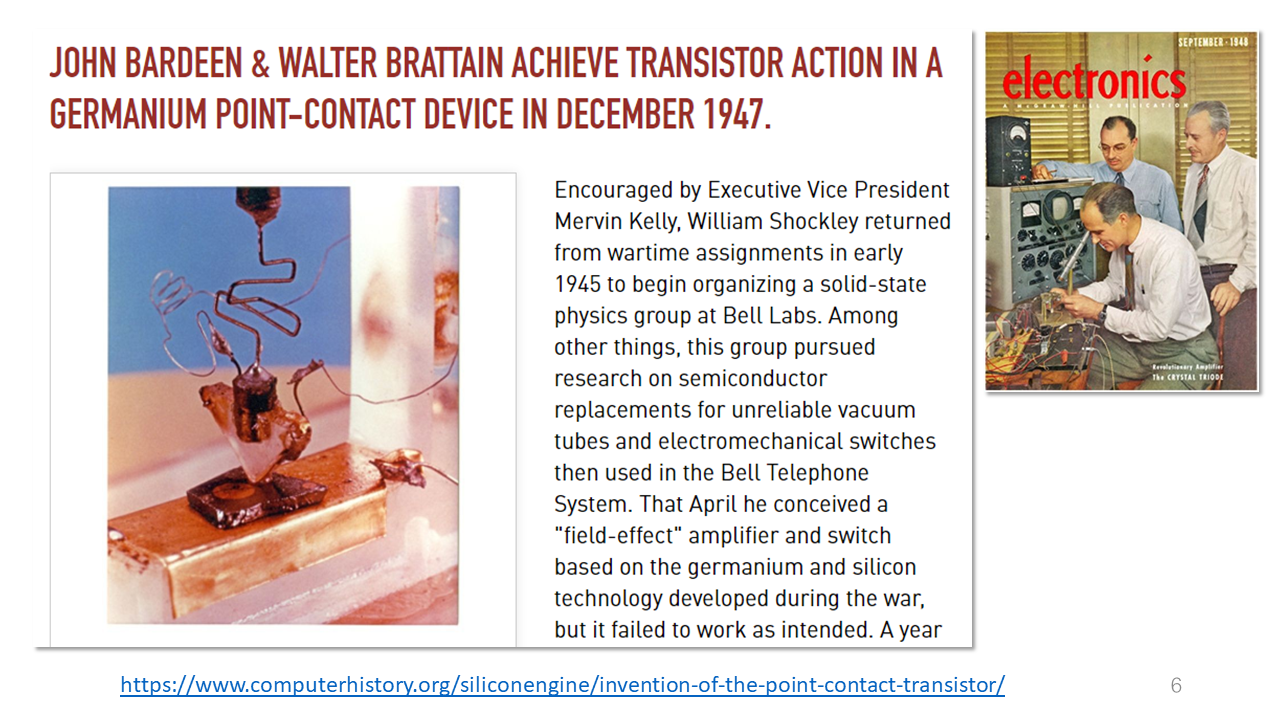 JOHN BARDEEN & WALTER BRATTAIN ACHIEVE TRANSISTOR ACTION IN A
GERMANIUM POINT-CONTACT DEVICE IN DECEMBER 1947.
Encouraged by Executive Vice President
Mervin Kelly, William Shockley returned
from wartime assignments in early
1945 to begin organizing a solid-state
physics group at Bell Labs. Among
other things, this group pursued
research on semiconductor
replacements for unreliable vacuum
tubes and electromechanical switches
then used in the Bell Telephone
System. That April he conceived a
"field-effect" amplifier and switch
based on the germanium and silicon
technology developed during the war,
but it failed to work as intended. A year
SEPTEMBER · 1948
electronics
A McGRAW-HILL PUBLICATION
Revolutionary Amplifier
The CRYSTAL TRIODE
https://www.computerhistory.org/siliconengine/invention-of-the-point-contact-transistor/
6